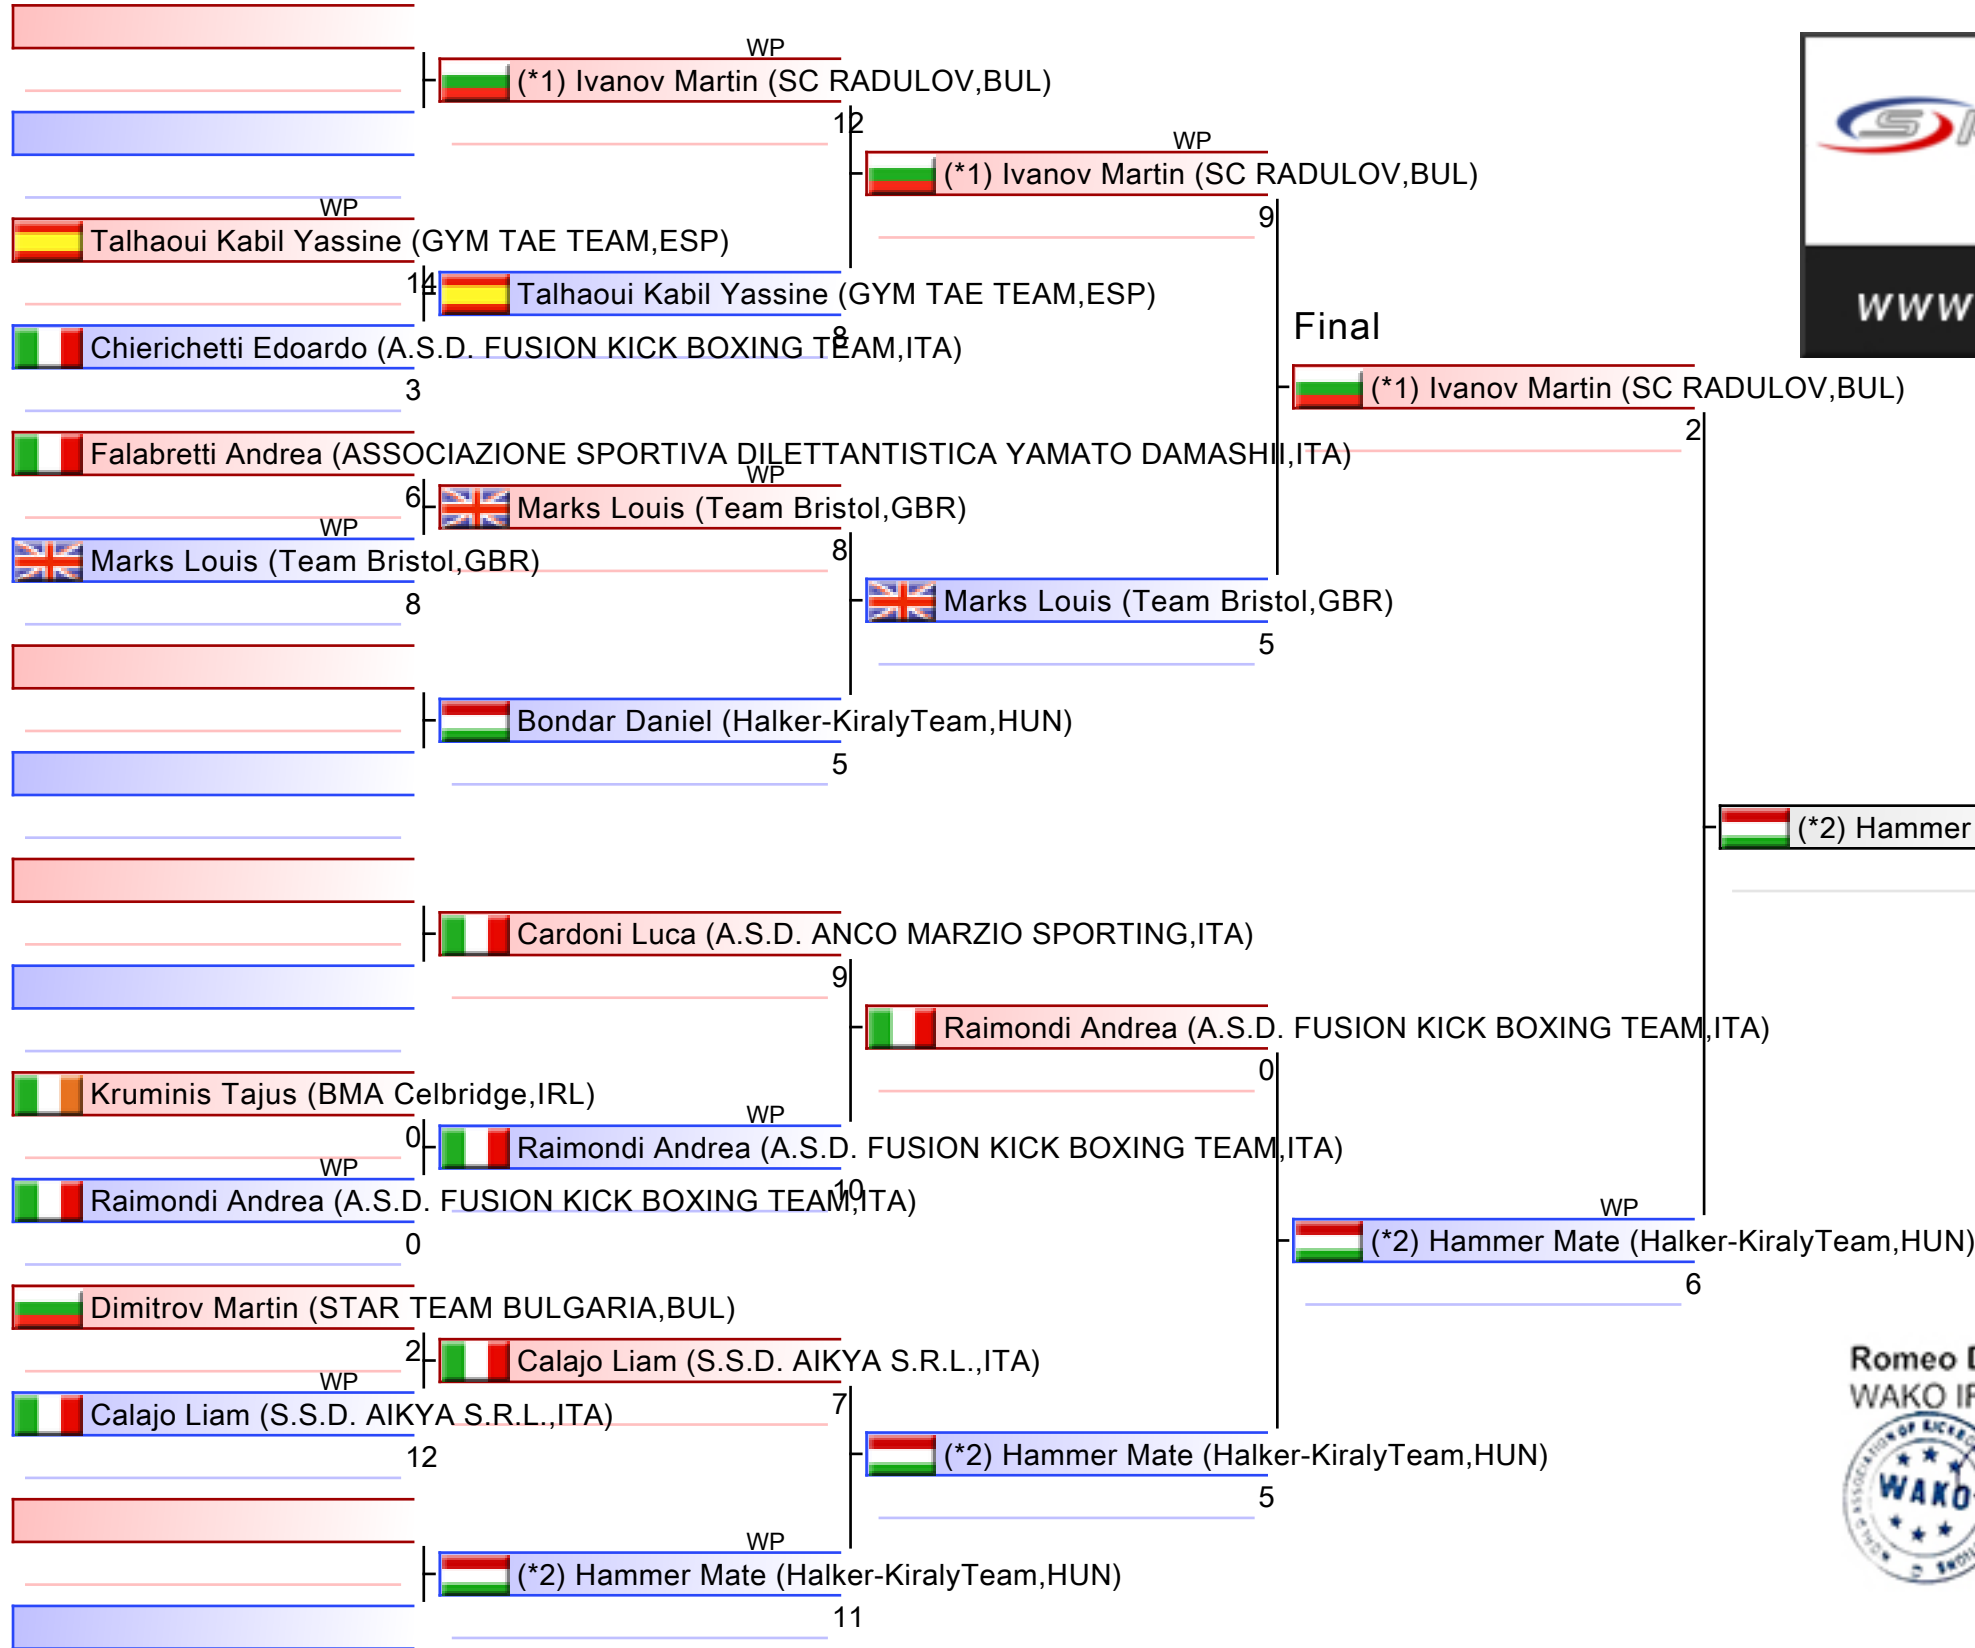 WP
(*1) Ivanov Martin (SC RADULOV,BUL)
12
WP
(*1) Ivanov Martin (SC RADULOV,BUL)
9
WP
Talhaoui Kabil Yassine (GYM TAE TEAM,ESP)
14
Talhaoui Kabil Yassine (GYM TAE TEAM,ESP)
8
Chierichetti Edoardo (A.S.D. FUSION KICK BOXING TEAM,ITA)
3
Final
(*1) Ivanov Martin (SC RADULOV,BUL)
2
www
Falabretti Andrea (ASSOCIAZIONE SPORTIVA DILETTANTISTICA YAMATO DAMASHII,ITA)
6
WP
Marks Louis (Team Bristol,GBR)
8
WP
Marks Louis (Team Bristol,GBR)
8
Marks Louis (Team Bristol,GBR)
5
Bondar Daniel (Halker-KiralyTeam,HUN)
5
(*2) Hammer
Cardoni Luca (A.S.D. ANCO MARZIO SPORTING,ITA)
9
Raimondi Andrea (A.S.D. FUSION KICK BOXING TEAM,ITA)
0
Kruminis Tajus (BMA Celbridge,IRL)
0
WP
Raimondi Andrea (A.S.D. FUSION KICK BOXING TEAM,ITA)
10
WP
Raimondi Andrea (A.S.D. FUSION KICK BOXING TEAM,ITA)
0
WP
(*2) Hammer Mate (Halker-KiralyTeam,HUN)
6
Dimitrov Martin (STAR TEAM BULGARIA,BUL)
2
Calajo Liam (S.S.D. AIKYA S.R.L.,ITA)
7
WP
Calajo Liam (S.S.D. AIKYA S.R.L.,ITA)
12
(*2) Hammer Mate (Halker-KiralyTeam,HUN)
5
WP
(*2) Hammer Mate (Halker-KiralyTeam,HUN)
11
Romeo
WAKO
WAKO